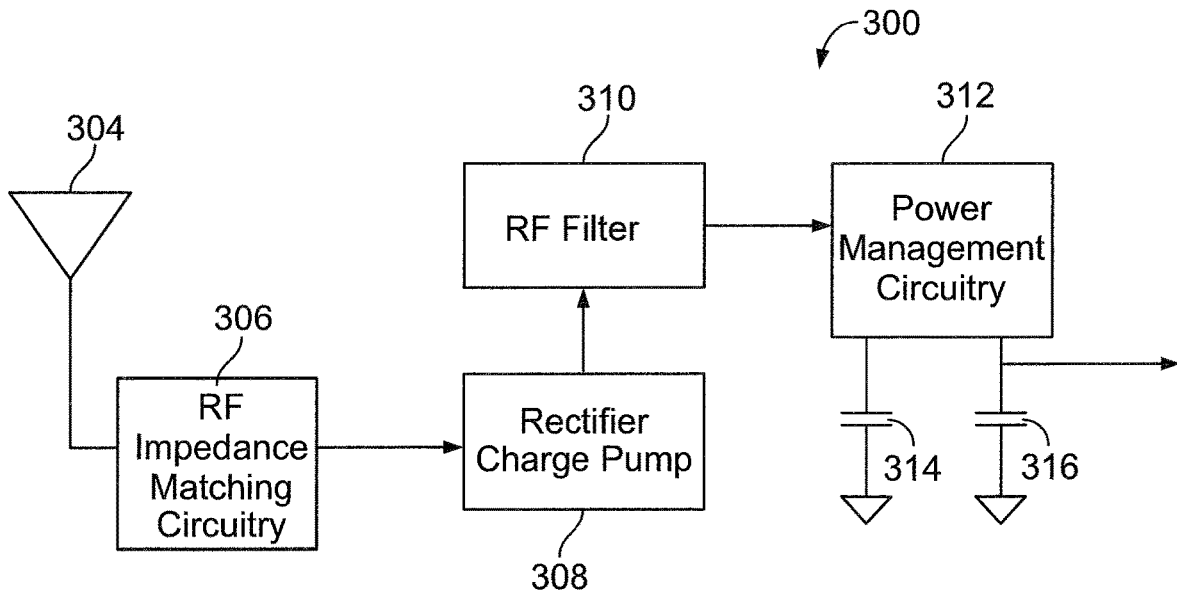 300
310
312
304
RF Filter
Power
Management
Circuitry
306
RF
Impedance
Matching
Circuitry
Rectifier
Charge Pump
314
316
308